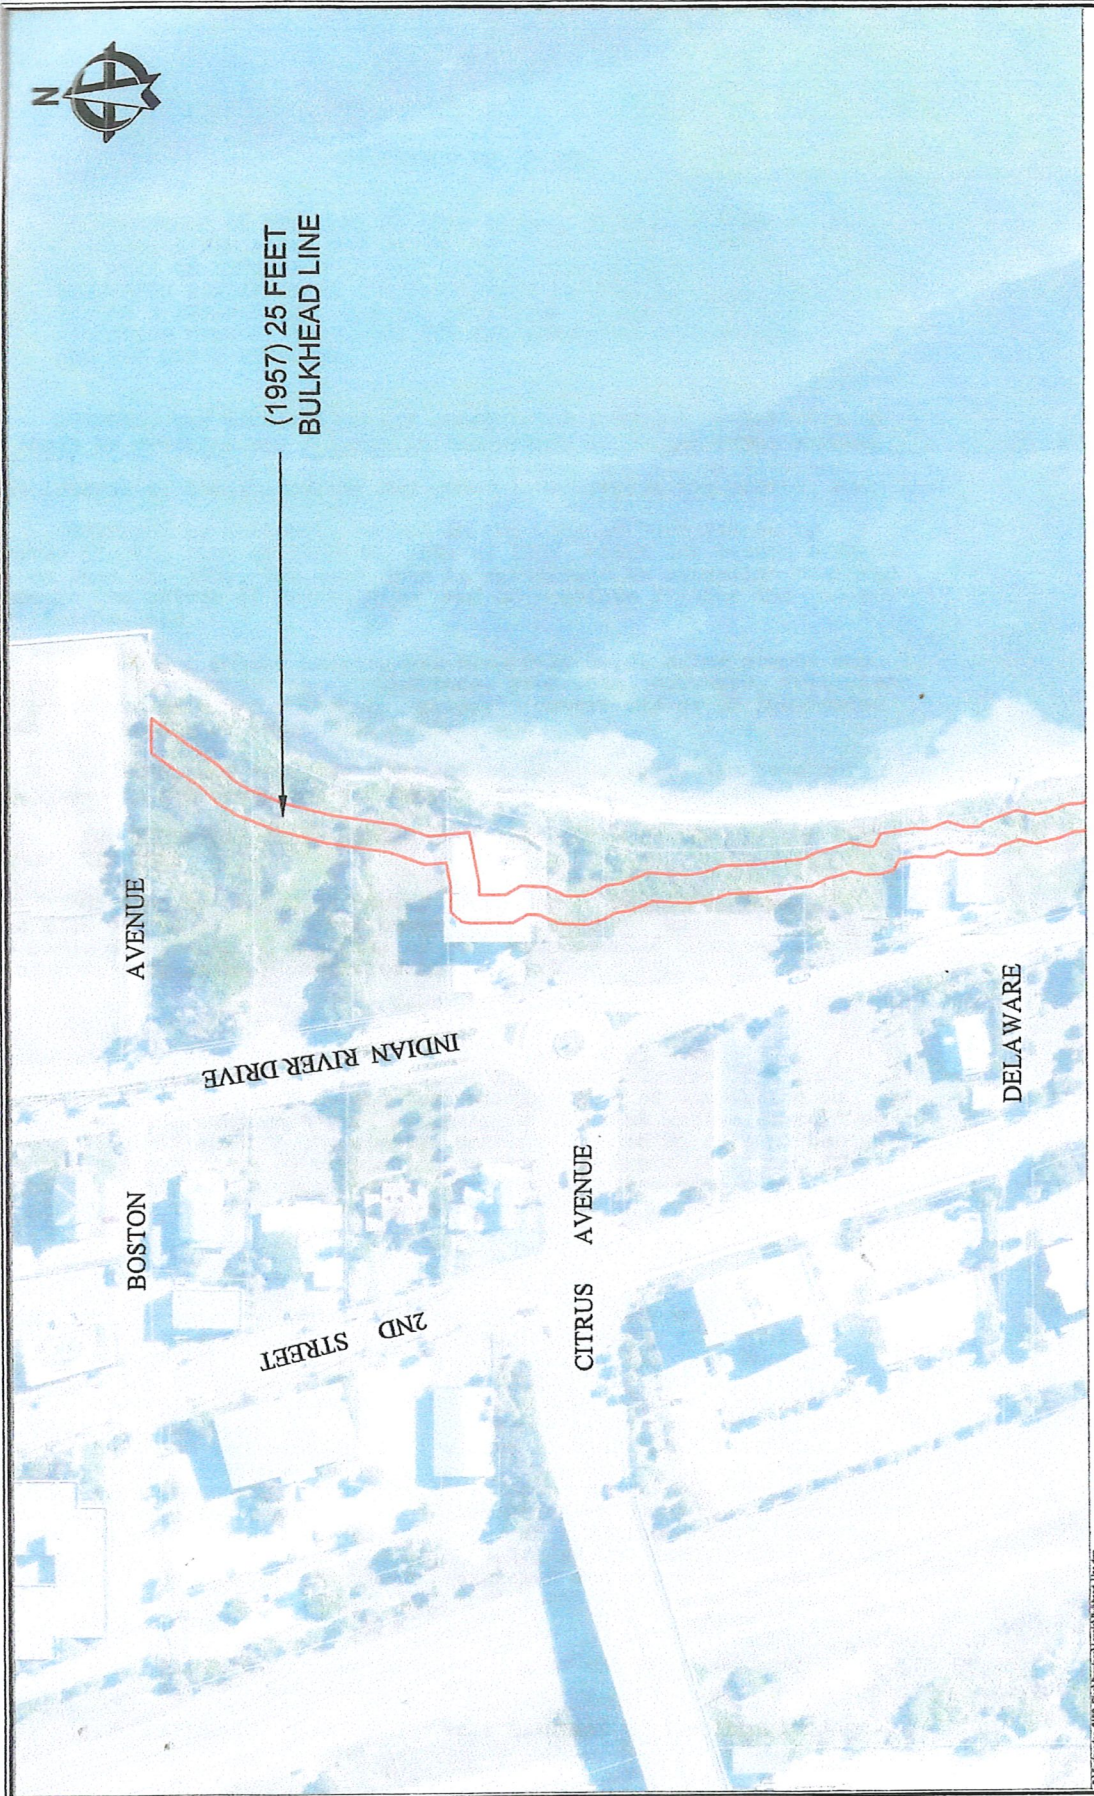 N
(1957) 25 FEET
BULKHEAD LINE
AVENUE
INDIAN RIVER DRIVE
BOSTON
2ND STREET
CITRUS AVENUE
DELAWARE